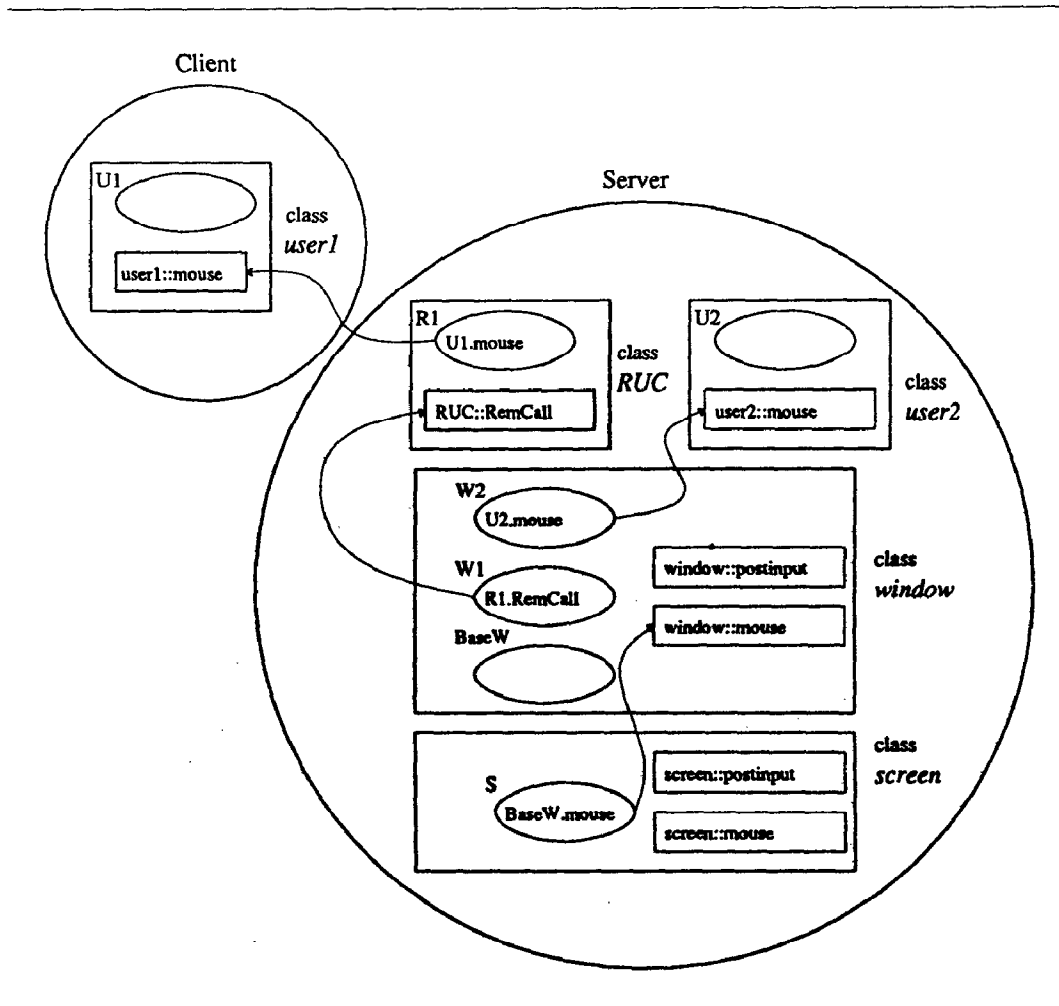 Client
U1
class
user1
user1::mouse
Server
R1
U1.mouse
class
RUC
RUC::RemCall
U2
class
user2
user2::mouse
W2
U2.mouse
W1
R1.RemCall
BaseW
window::postinput
window::mouse
class
window
S
BaseW.mouse
screen::postinput
screen::mouse
class
screen